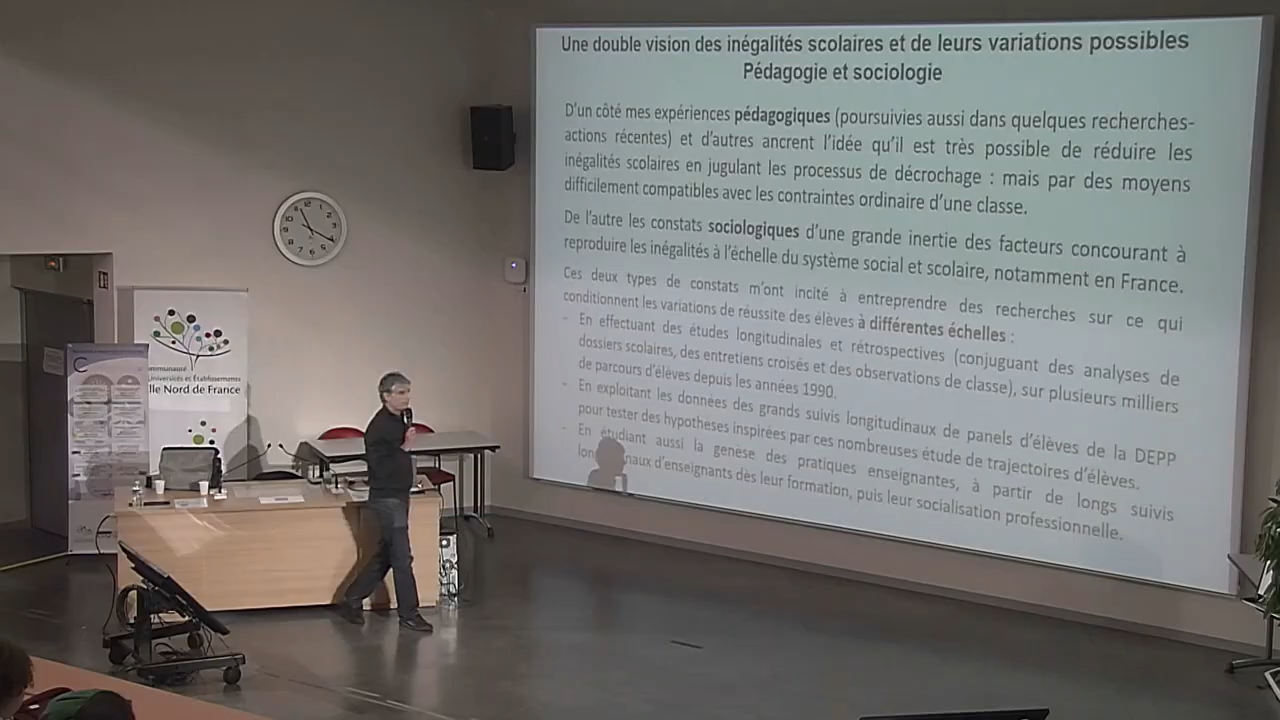 Une double vision des inégalités scolaires et de leurs variations possibles
Pédagogie et sociologie
D'un côté mes expériences pédagogiques (poursuivies aussi dans quelques recherches-
actions récentes) et d'autres ancrent l'idée qu'il est très possible de réduire les
inégalités scolaires en jugulant les processus de décrochage : mais par des moyens
difficilement compatibles avec les contraintes ordinaire d'une classe.
De l'autre les constats sociologiques d'une grande inertie des facteurs concourant à
reproduire les inégalités à l'échelle du système social et scolaire, notamment en France.
Ces deux types de constats m'ont incité à entreprendre des recherches sur ce qui
conditionnent les variations de réussite des élèves à différentes échelles :
- En effectuant des études longitudinales et rétrospectives (conjuguant des analyses de
dossiers scolaires, des entretiens croisés et des observations de classe), sur plusieurs milliers
de parcours d'élèves depuis les années 1990.
- En exploitant les données des grands suivis longitudinaux de panels d'élèves de la DEPP
pour tester des hypothèses inspirées par ces nombreuses étude de trajectoires d'élèves.
- En étudiant aussi la genèse des pratiques enseignantes, à partir de longs suivis
naux d'enseignants dès leur formation, puis leur socialisation professionnelle.
Universités et Établissements
lle Nord de France